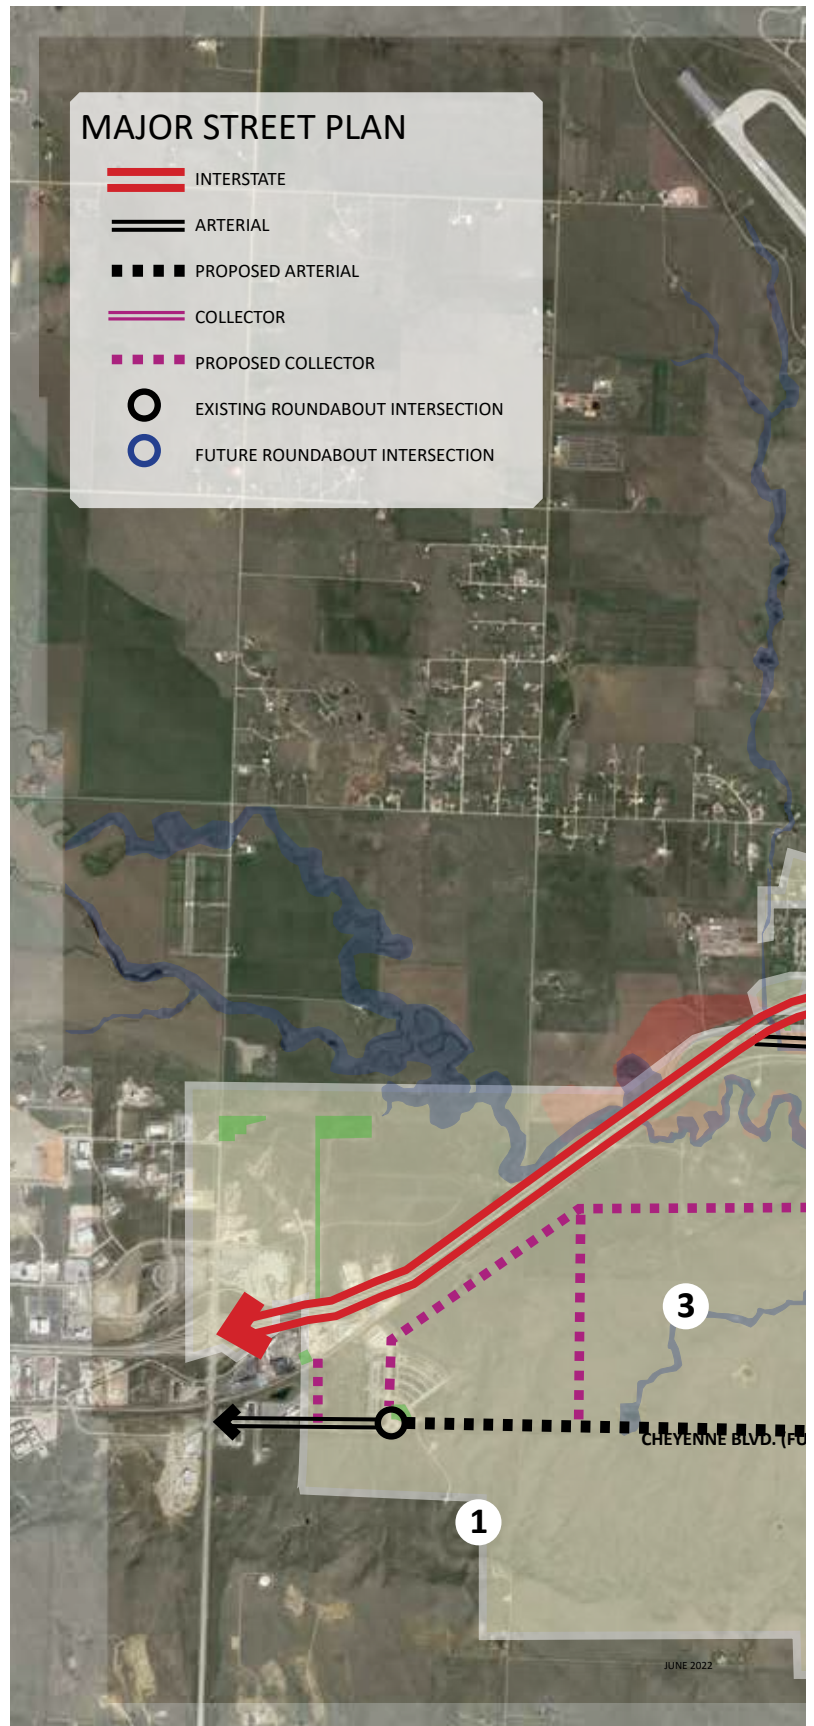 MAJOR STREET PLAN
INTERSTATE
ARTERIAL
PROPOSED ARTERIAL
COLLECTOR
PROPOSED COLLECTOR
EXISTING ROUNDABOUT INTERSECTION
FUTURE ROUNDABOUT INTERSECTION
3
CHEYENNE BLVD. (FU
1
JUNE 2022